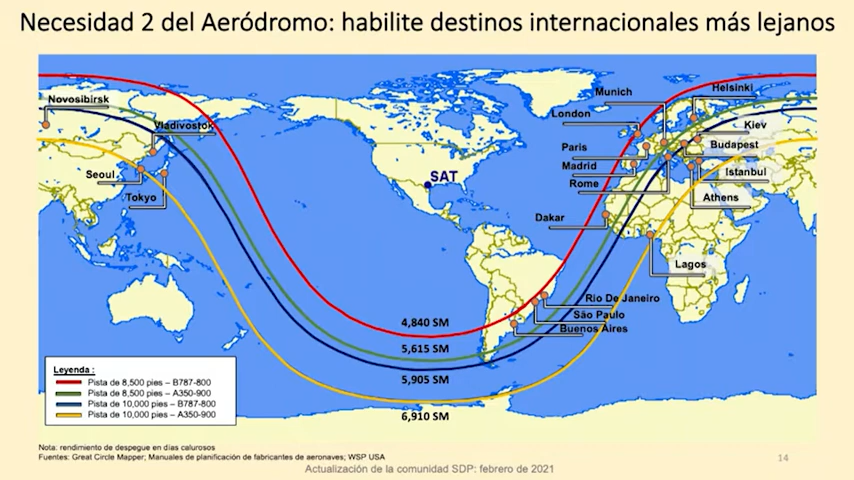 Necesidad 2 del Aeródromo: habilite destinos internacionales más lejanos
Novosibirsk
Vladivostok
Seoul
Tokyo
SAT
Munich
Helsinki
London
Kiev
Paris
Budapest
Madrid
Istanbul
Rome
Athens
Dakar
Lagos
Rio De Janeiro
São Paulo
Buenos Aires
4,840 SM
5,615 SM
5,905 SM
6,910 SM
Leyenda :
Pista de 8,500 pies – B787-800
Pista de 8,500 pies – A350-900
Pista de 10,000 pies – B787-800
Pista de 10,000 pies – A350-900
Nota: rendimiento de despegue en días calurosos
Fuentes: Great Circle Mapper; Manuales de planificación de fabricantes de aeronaves; WSP USA
14
Actualización de la comunidad SDP: febrero de 2021